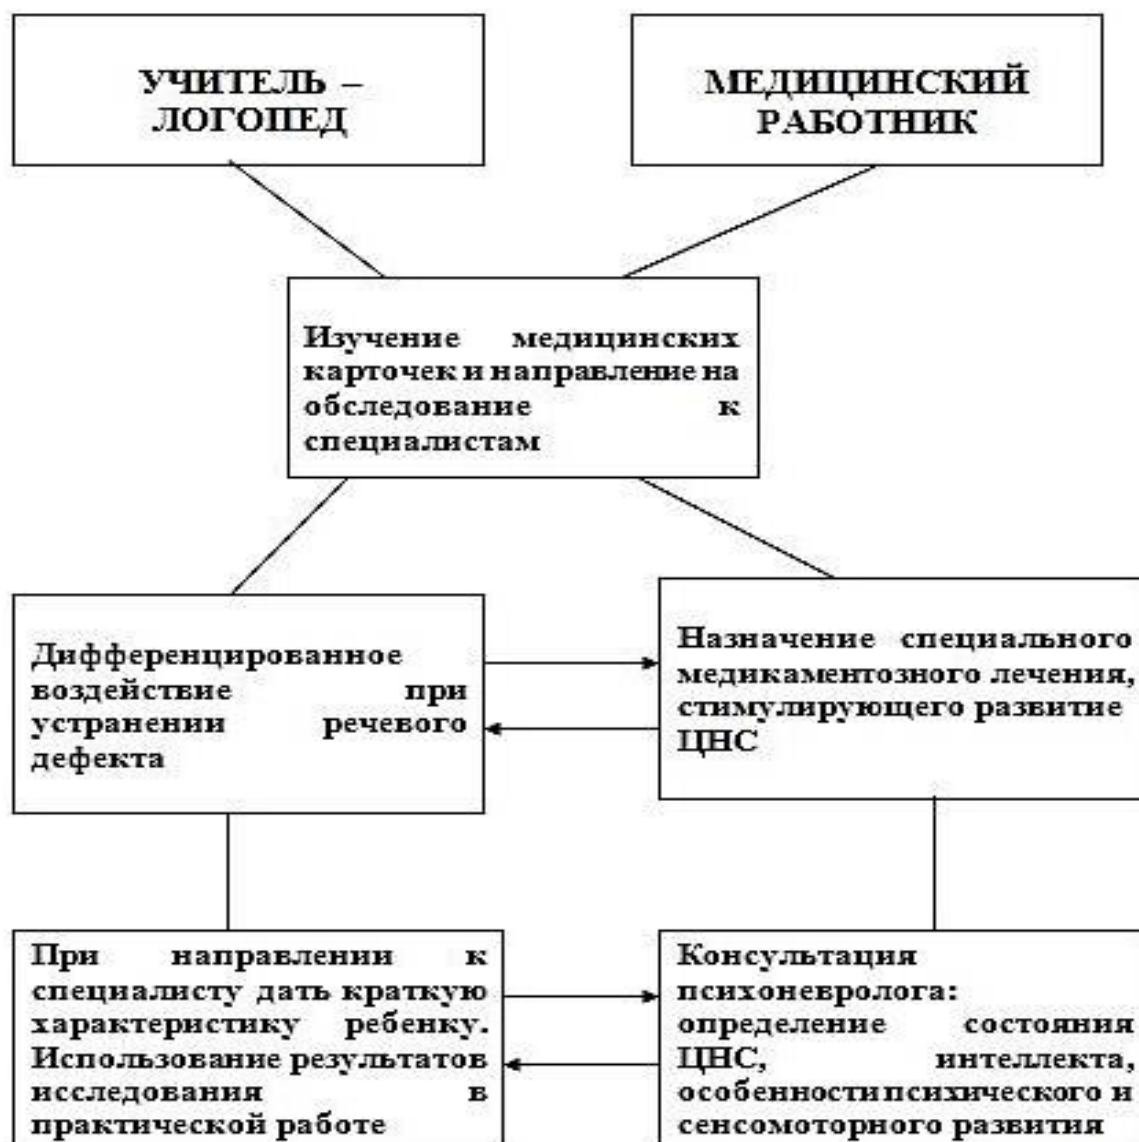 УЧИТЕЛЬ –
ЛОГОПЕД
МЕДИЦИНСКИЙ
РАБОТНИК
Изучение медицинских
карточек и направление на
обследование к
специалистам
Дифференцированное
воздействие при
устранении речевого
дефекта
Назначение специального
медикаментозного лечения,
стимулирующего развитие
ЦНС
При направлении к
специалисту дать краткую
характеристику ребенку.
Использование результатов
исследования в
практической работе
Консультация
психоневролога:
определение состояния
ЦНС, интеллекта,
особенности психического и
сенсомоторного развития